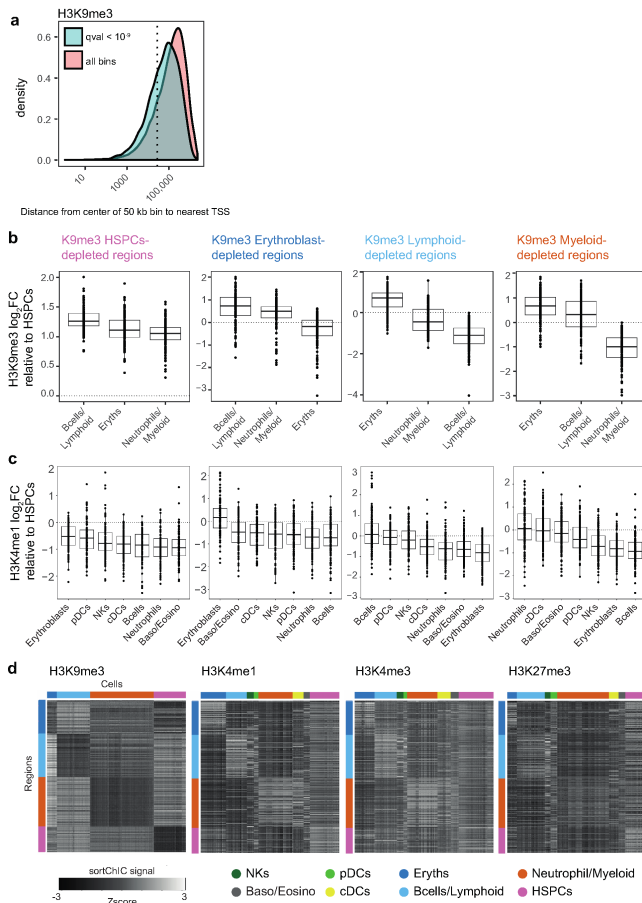 H3K9me3
a
qval < 10-9
all bins
density
0.6
0.4
0.2
0.0
10
1000
100,000
Distance from center of 50 kb bin to nearest TSS
b
K9me3 HSPCs-
depleted regions
K9me3 Erythroblast-
depleted regions
K9me3 Lymphoid-
depleted regions
K9me3 Myeloid-
depleted regions
H3K9me3 log2FC
relative to HSPCs
2.0
1.5
1.0
0.5
0.0
Bcells/
Lymphoid
Eryths
Neutrophils/
Myeloid
2
1
0
−1
−2
−3
Bcells/
Lymphoid
Neutrophils/
Myeloid
Eryths
2
0
−2
−4
Eryths
Neutrophils/
Myeloid
Bcells/
Lymphoid
2
1
0
−1
−2
−3
Eryths
Bcells/
Lymphoid
Neutrophils/
Myeloid
c
H3K4me1 log2FC
relative to HSPCs
1
0
−1
−2
Erythroblasts
pDCs
NKs
cDCs
Bcells
Neutrophils
Baso/Eosino
2
1
0
−1
−2
−3
Erythroblasts
Baso/Eosino
cDCs
NKs
pDCs
Neutrophils
Bcells
3
2
1
0
−1
−2
−3
Bcells
pDCs
NKs
cDCs
Neutrophils
Baso/Eosino
Erythroblasts
2
1
0
−1
−2
−3
Neutrophils
cDCs
Baso/Eosino
pDCs
NKs
Erythroblasts
Bcells
d
H3K9me3
H3K4me1
H3K4me3
H3K27me3
Cells
Regions
sortChIC signal
-3
3
Zscore
NKs
pDCs
Eryths
Neutrophil/Myeloid
Baso/Eosino
cDCs
Bcells/Lymphoid
HSPCs